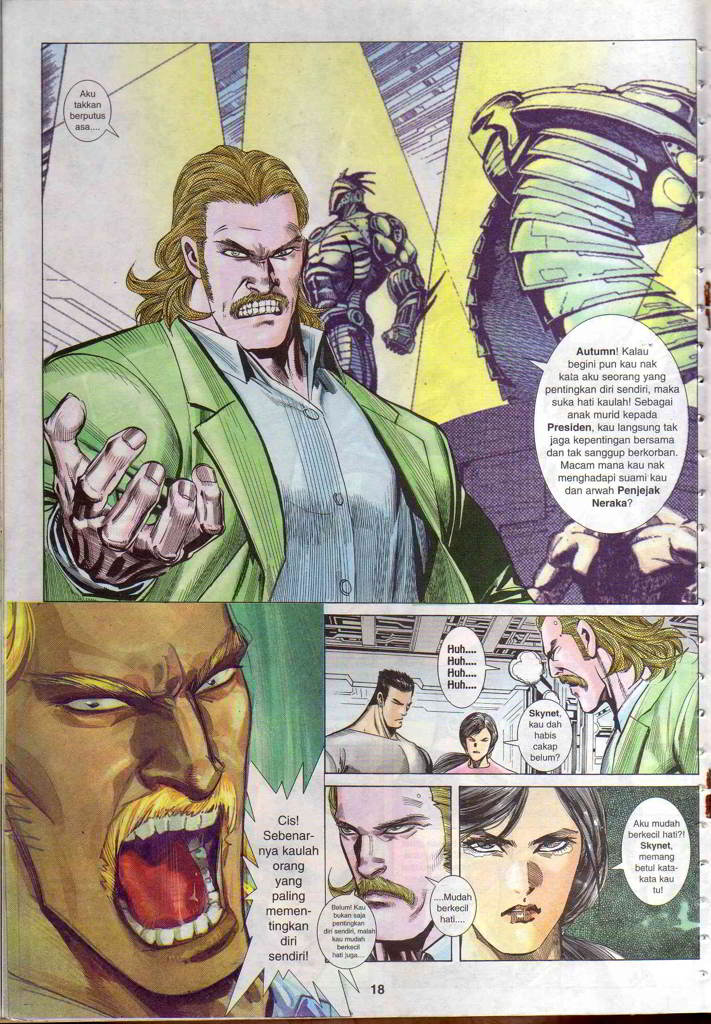 Aku
takkan
berputus
asa....
Autumn! Kalau
begini pun kau nak
kata aku seorang yang
pentingkan diri sendiri, maka
suka hati kaulah! Sebagai
anak murid kepada
Presiden, kau langsung tak
jaga kepentingan bersama
dan tak sanggup berkorban.
Macam mana kau nak
menghadapi suami kau
dan arwah Penjejak
Neraka?
Cis!
Sebenar-
nya kaulah
orang
yang
paling
memen-
tingkan
diri
sendiri!
Huh....
Huh....
Huh....
Huh....
Skynet,
kau dah
habis
cakap
belum?
Belum! Kau
bukan saja
pentingkan
diri sendiri, malah
kau mudah
berkecil
hati juga....
....Mudah
berkecil
hati....
Aku mudah
berkecil hati?!
Skynet,
memang
betul kata-
kata kau
tu!
18